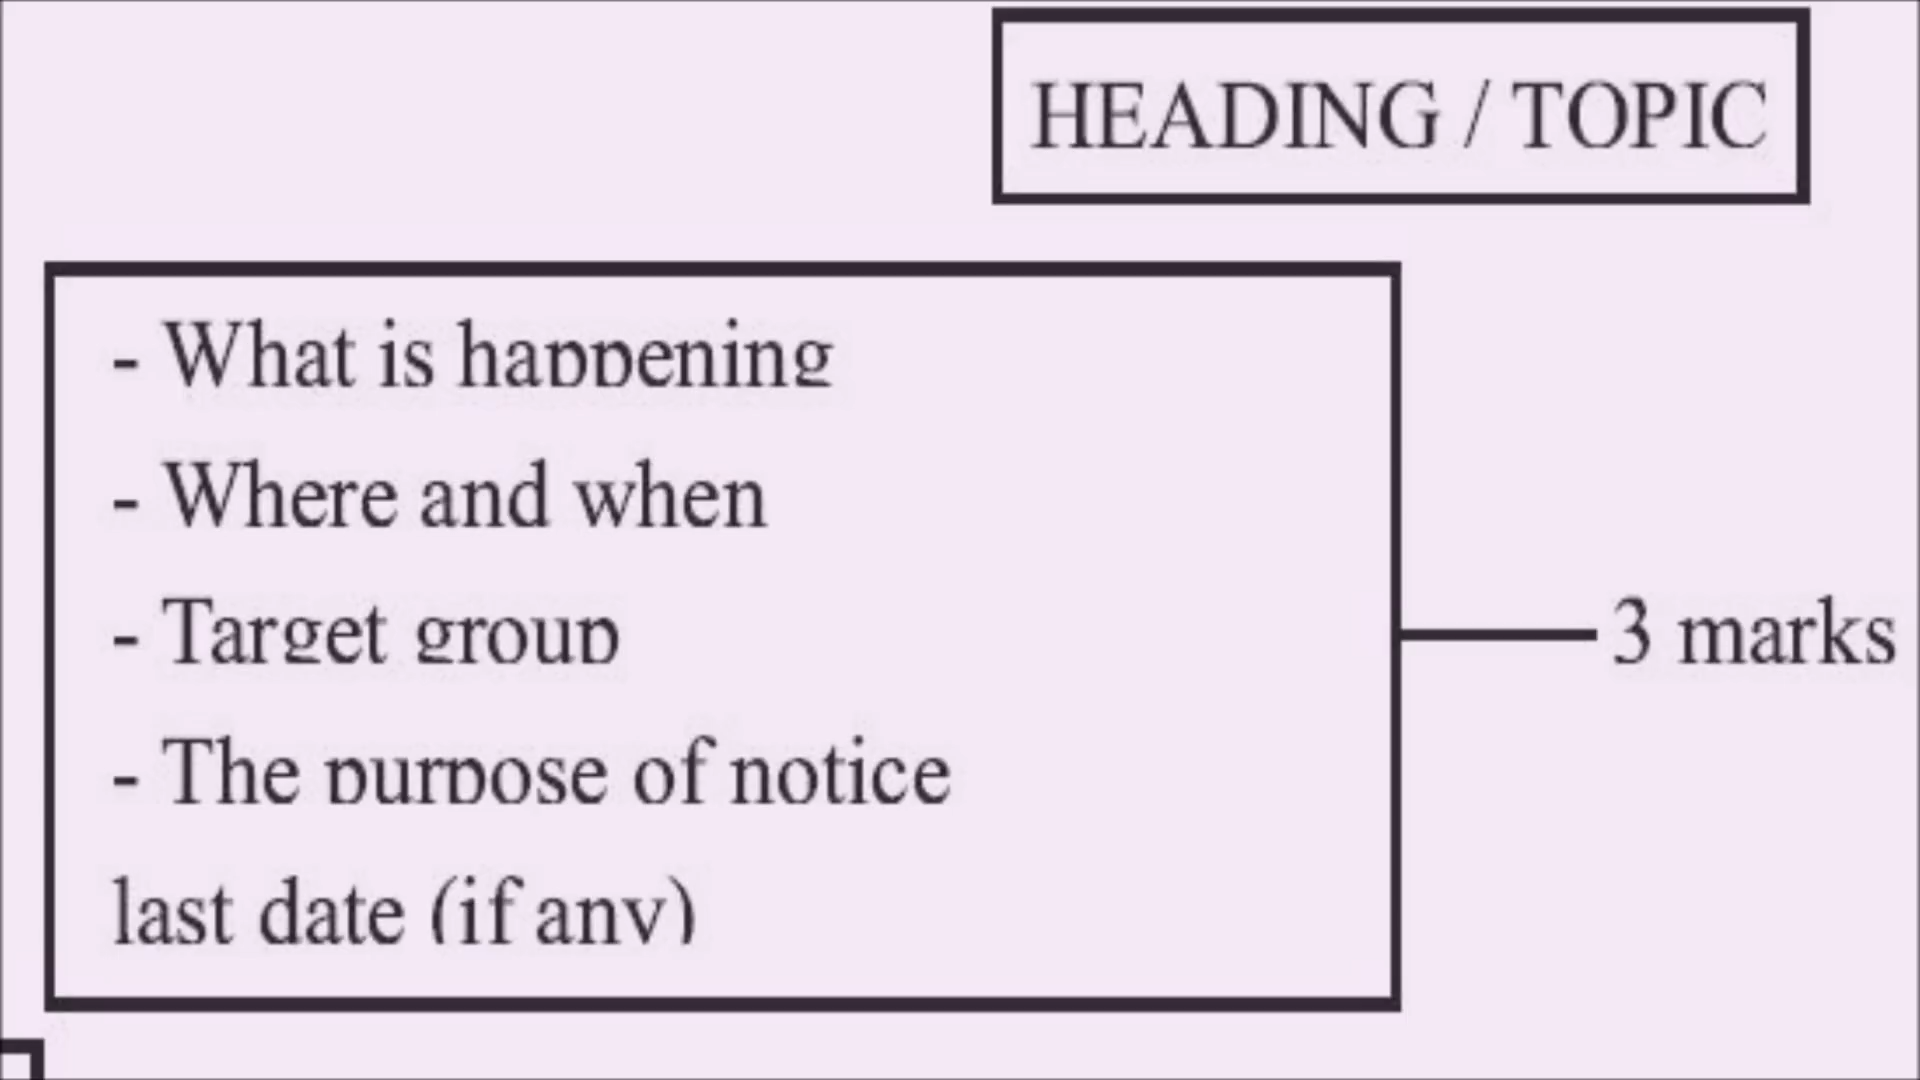 HEADING / TOPIC
- What is happening
- Where and when
- Target group
- The purpose of notice
last date (if any)
3 marks